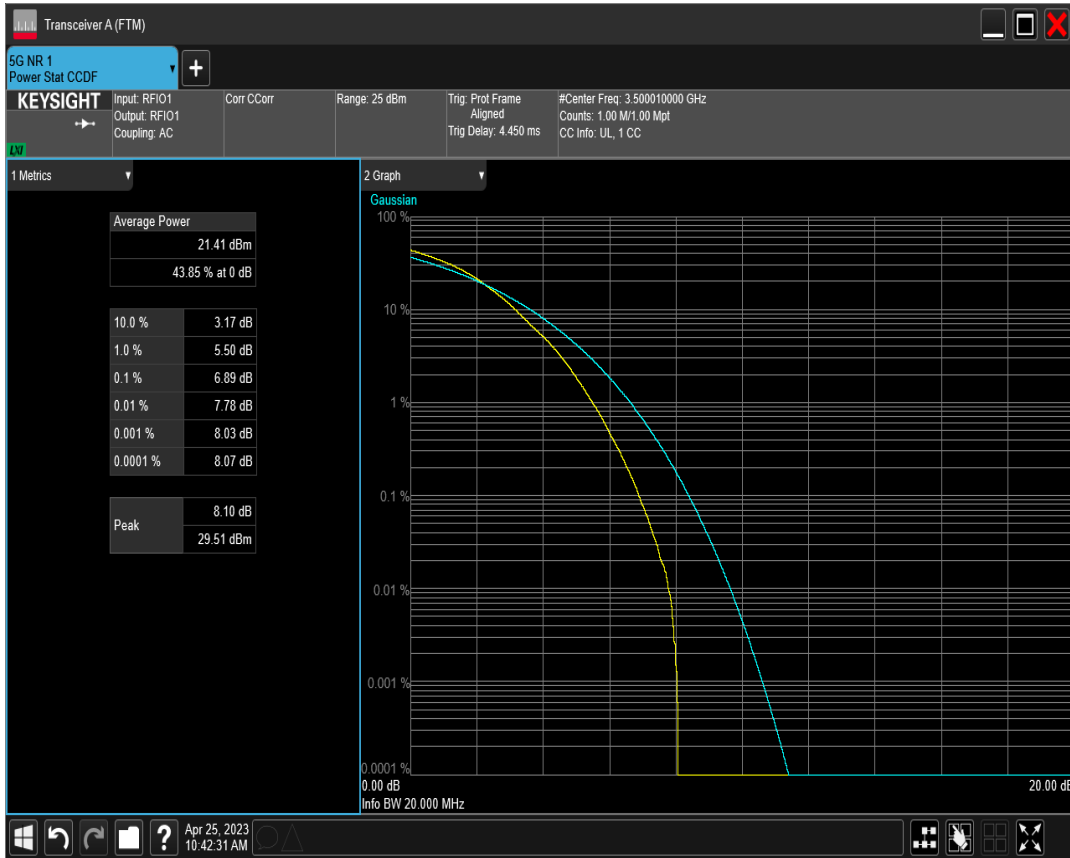 Transceiver A (FTM)
5G NR 1
Power Stat CCDF
+
KEYSIGHT
LXI
Input: RFIO1
Output: RFIO1
Coupling: AC
Corr CCorr
Range: 25 dBm
Trig: Prot Frame
Aligned
Trig Delay: 4.450 ms
#Center Freq: 3.500010000 GHz
Counts: 1.00 M/1.00 Mpt
CC Info: UL, 1 CC
1 Metrics
Average Power
21.41 dBm
43.85 % at 0 dB
10.0 % 3.17 dB
1.0 % 5.50 dB
0.1 % 6.89 dB
0.01 % 7.78 dB
0.001 % 8.03 dB
0.0001 % 8.07 dB
Peak
8.10 dB
29.51 dBm
2 Graph
Gaussian
100 %
10 %
1 %
0.1 %
0.01 %
0.001 %
0.0001 %
0.00 dB 20.00 dB
Info BW 20.000 MHz
?
Apr 25, 2023
10:42:31 AM